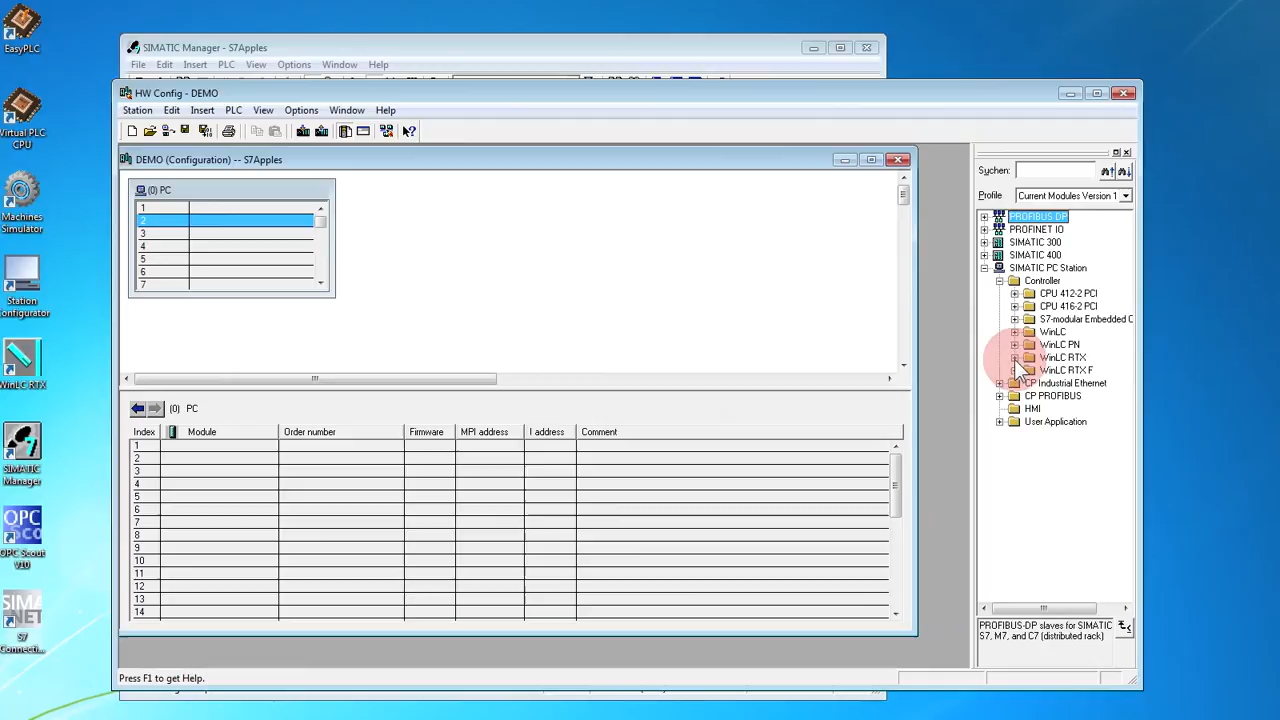 EasyPLC
Virtual PLC
CPU
Machines
Simulator
Station
Configurator
WinLC RTX
SIMATIC
Manager
OPC Scout
V10
S7
Connecti...
SIMATIC Manager - S7Apples
File Edit Insert PLC View Options Window Help
HW Config - DEMO
Station Edit Insert PLC View Options Window Help
DEMO (Configuration) -- S7Apples
(0) PC
1
2
3
4
5
6
7
(0) PC
Index Module Order number Firmware MPI address I address Comment
1
2
3
4
5
6
7
8
9
10
11
12
13
14
Suchen:
Profile Current Modules Version 1
PROFIBUS DP
PROFINET IO
SIMATIC 300
SIMATIC 400
SIMATIC PC Station
Controller
CPU 412-2 PCI
CPU 416-2 PCI
S7-modular Embedded C
WinLC
WinLC PN
WinLC RTX
WinLC RTX F
CP Industrial Ethernet
CP PROFIBUS
HMI
User Application
PROFIBUS-DP slaves for SIMATIC
S7, M7, and C7 (distributed rack)
Press F1 to get Help.